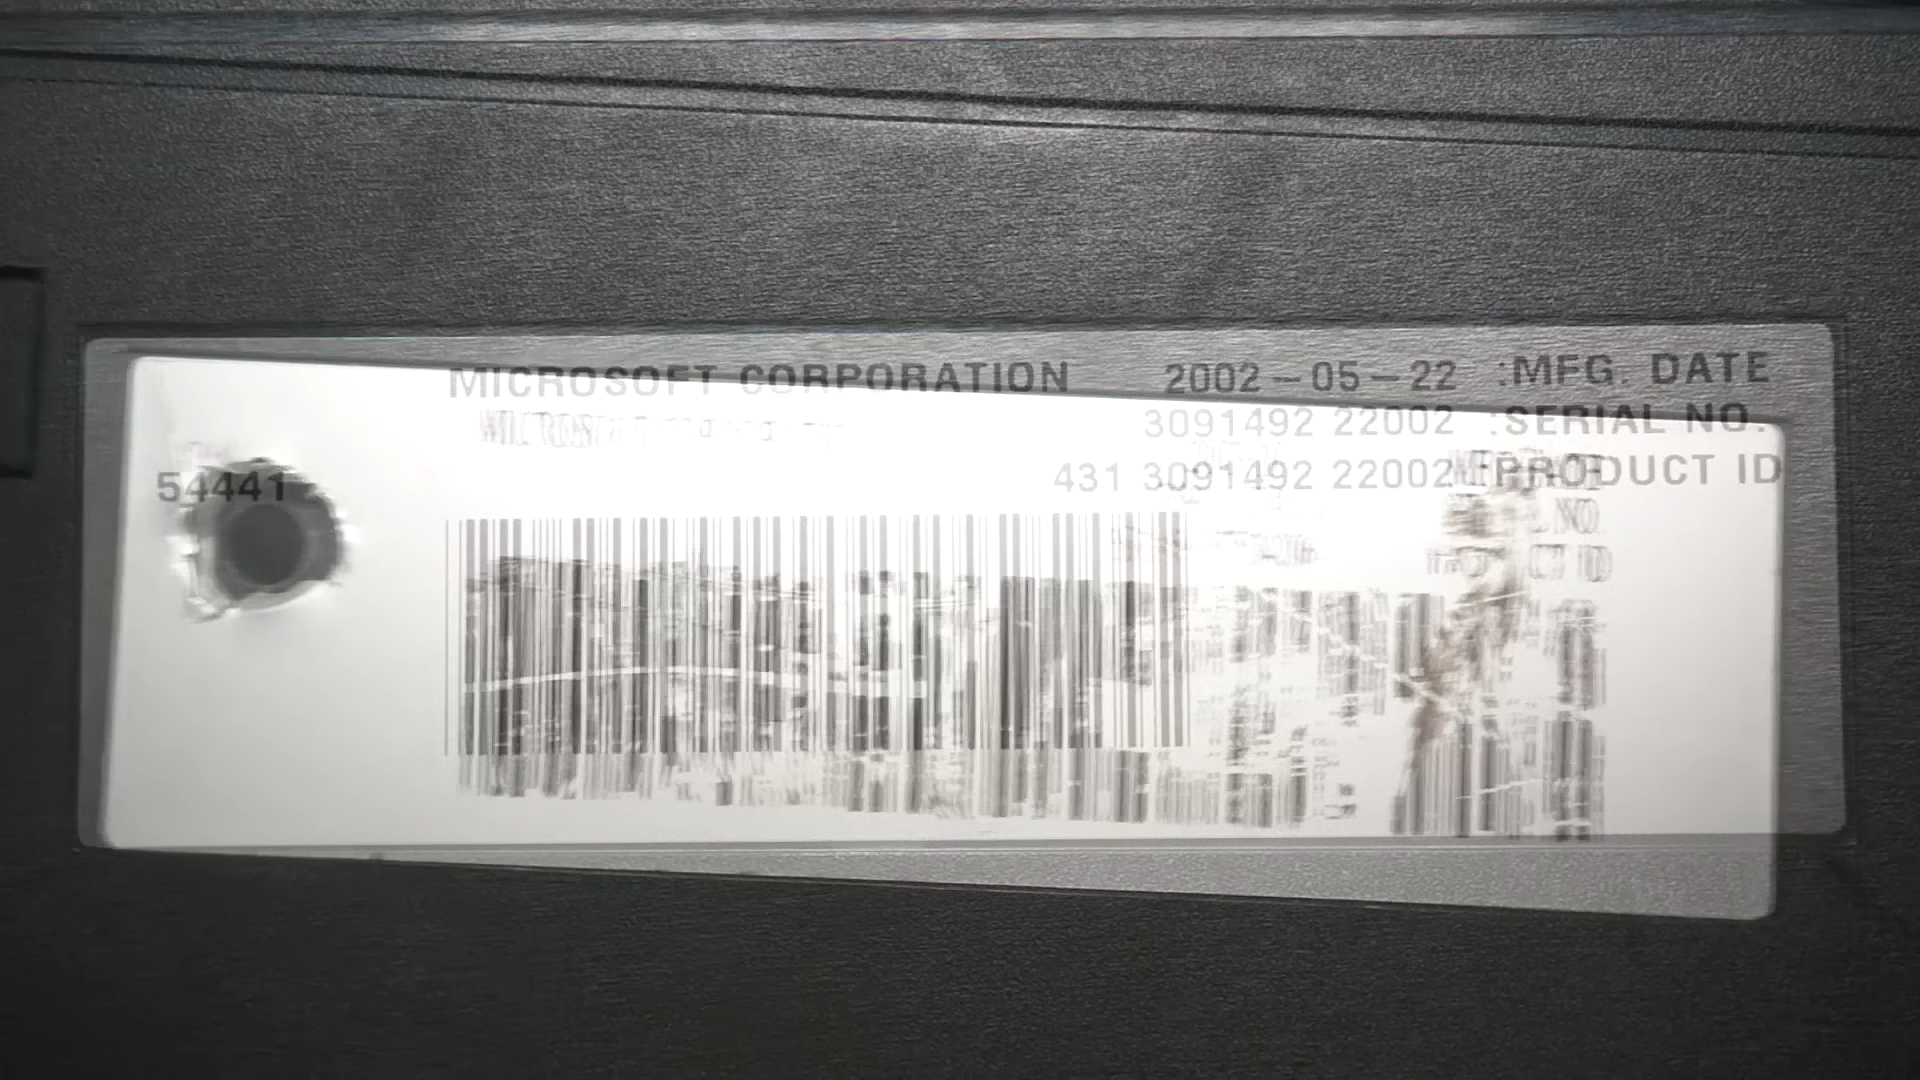 MICROSOFT CORPORATION 2002-05-22 :MFG. DATE
3091492 22002 :SERIAL NO.
54441 431 3091492 22002 PRODUCT ID